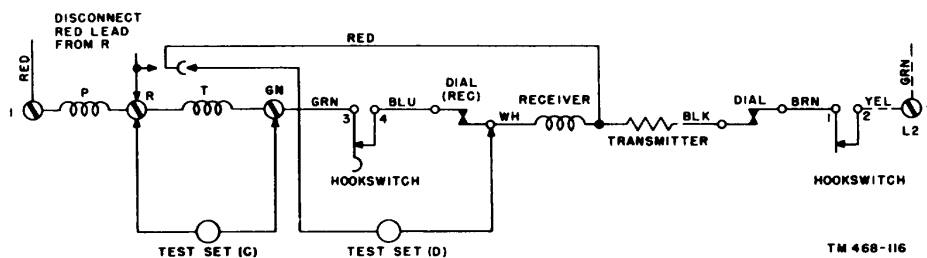 DISCONNECT
RED LEAD
FROM R
RED
RED
GRN
P
R
T
GN
GRN
3
4
BLU
DIAL
(REC)
WH
RECEIVER
TRANSMITTER
BLK
DIAL
BRN
1
2
YEL
1
L2
HOOKSWITCH
HOOKSWITCH
TEST SET (C)
TEST SET (D)
TM 468-116